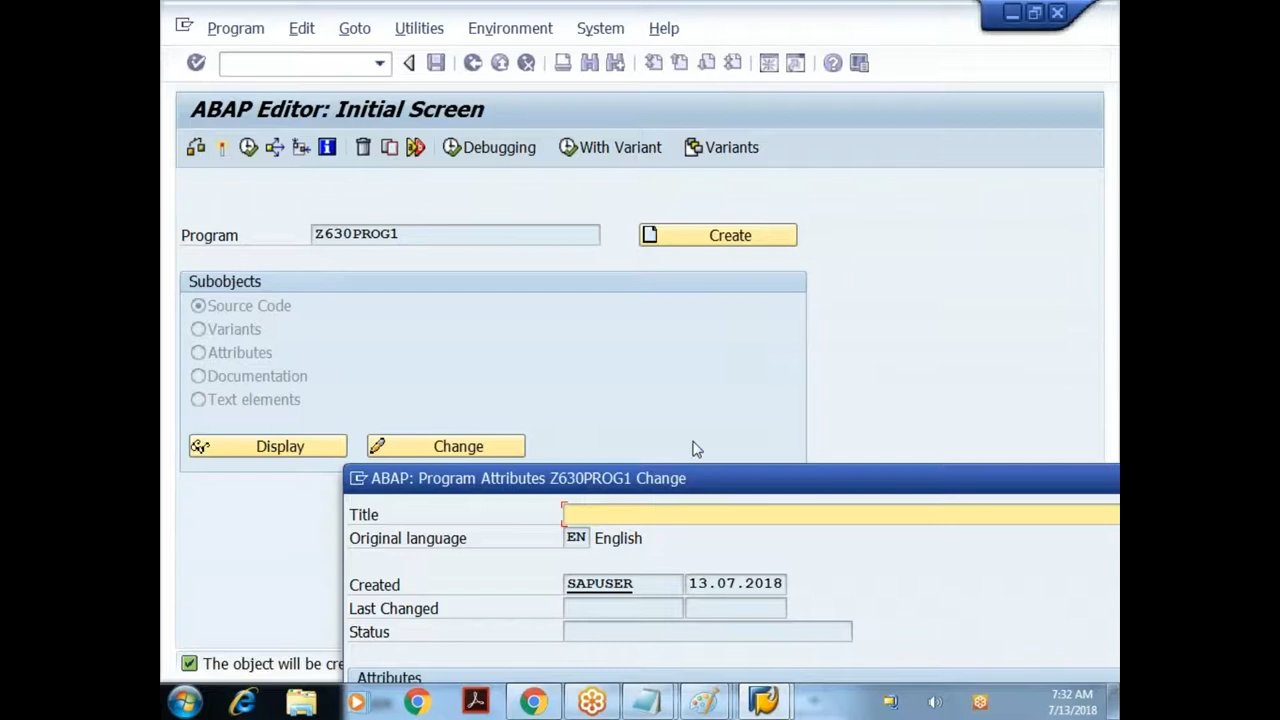 Program Edit Goto Utilities Environment System Help
ABAP Editor: Initial Screen
Debugging With Variant Variants
Program Z630PROG1 Create
Subobjects
Source Code
Variants
Attributes
Documentation
Text elements
Display Change
ABAP: Program Attributes Z630PROG1 Change
Title
Original language EN English
Created SAPUSER 13.07.2018
Last Changed
Status
The object will be cre
Attributes
7:32 AM
7/13/2018